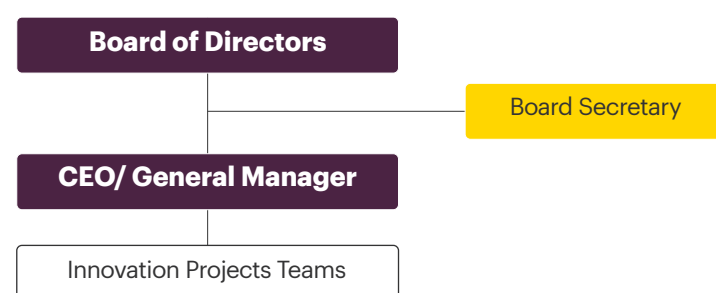 Board of Directors
Board Secretary
CEO/ General Manager
Innovation Projects Teams